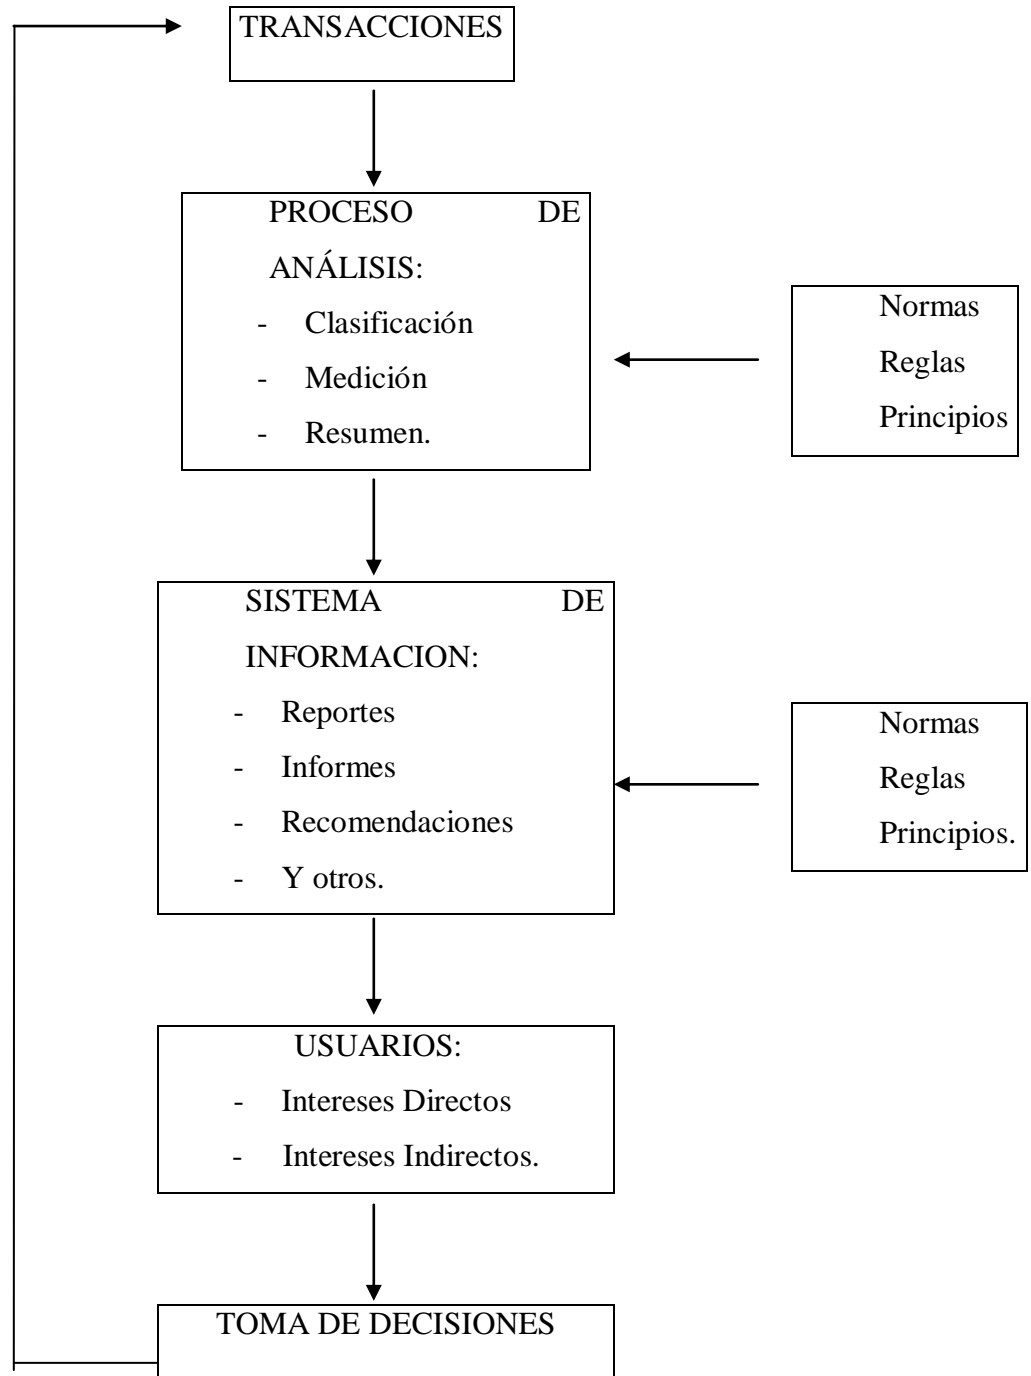 TRANSACCIONES
PROCESO DE
ANÁLISIS:
- Clasificación
- Medición
- Resumen.
Normas
Reglas
Principios
SISTEMA DE
INFORMACION:
- Reportes
- Informes
- Recomendaciones
- Y otros.
Normas
Reglas
Principios.
USUARIOS:
- Intereses Directos
- Intereses Indirectos.
TOMA DE DECISIONES